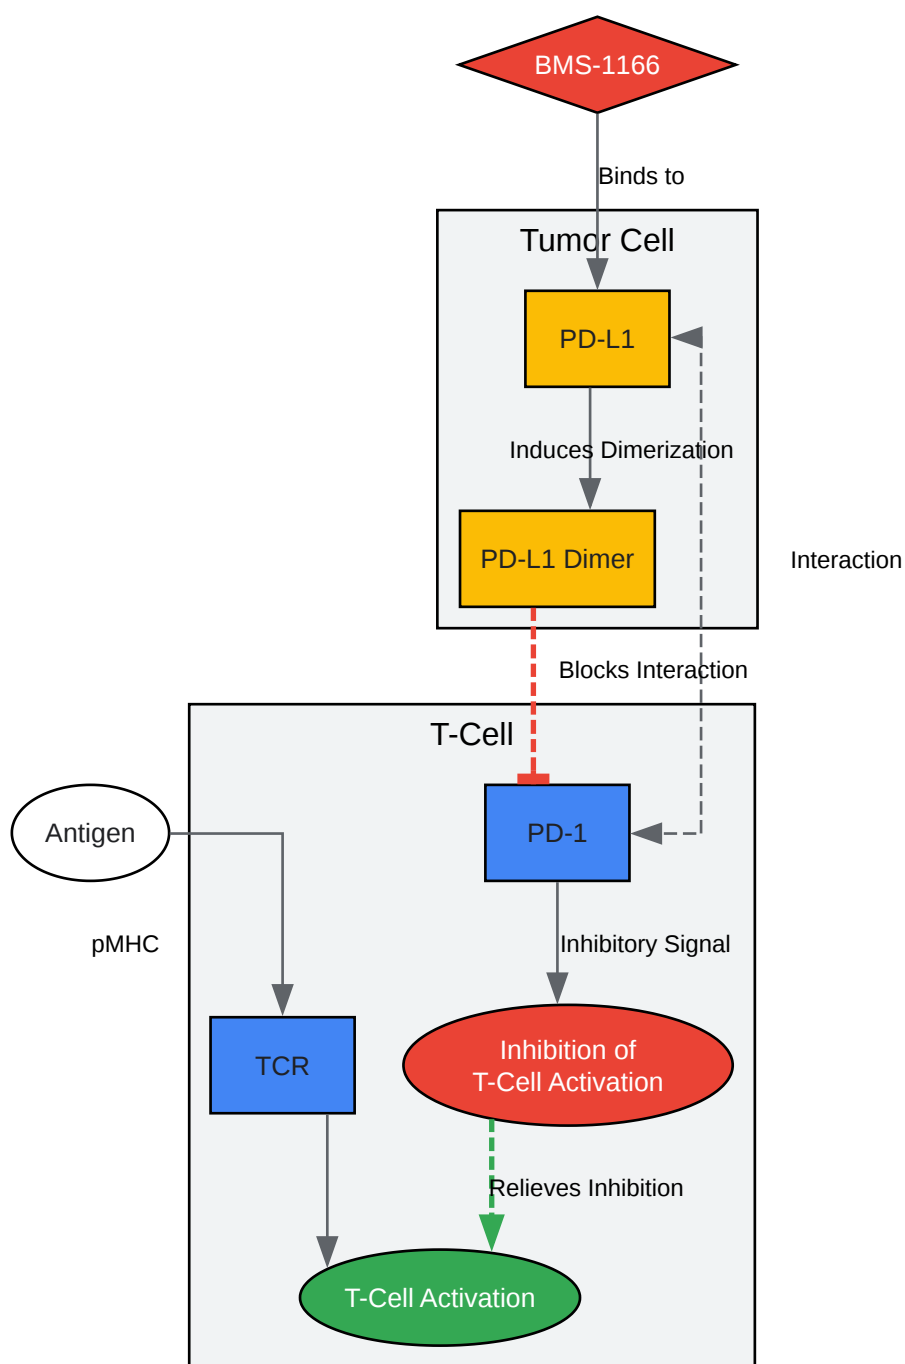 BMS-1166
Binds to
Tumor Cell
PD-L1
Induces Dimerization
PD-L1 Dimer
Interaction
Blocks Interaction
T-Cell
Antigen
PD-1
pMHC
Inhibitory Signal
TCR
Inhibition of
T-Cell Activation
Relieves Inhibition
T-Cell Activation